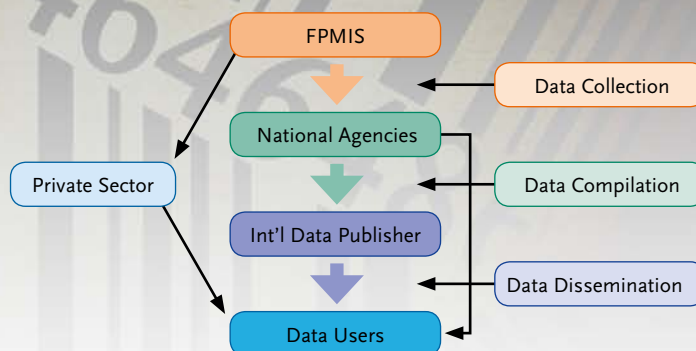 FPMIS
Data Collection
National Agencies
Private Sector
Data Compilation
Int'l Data Publisher
Data Dissemination
Data Users